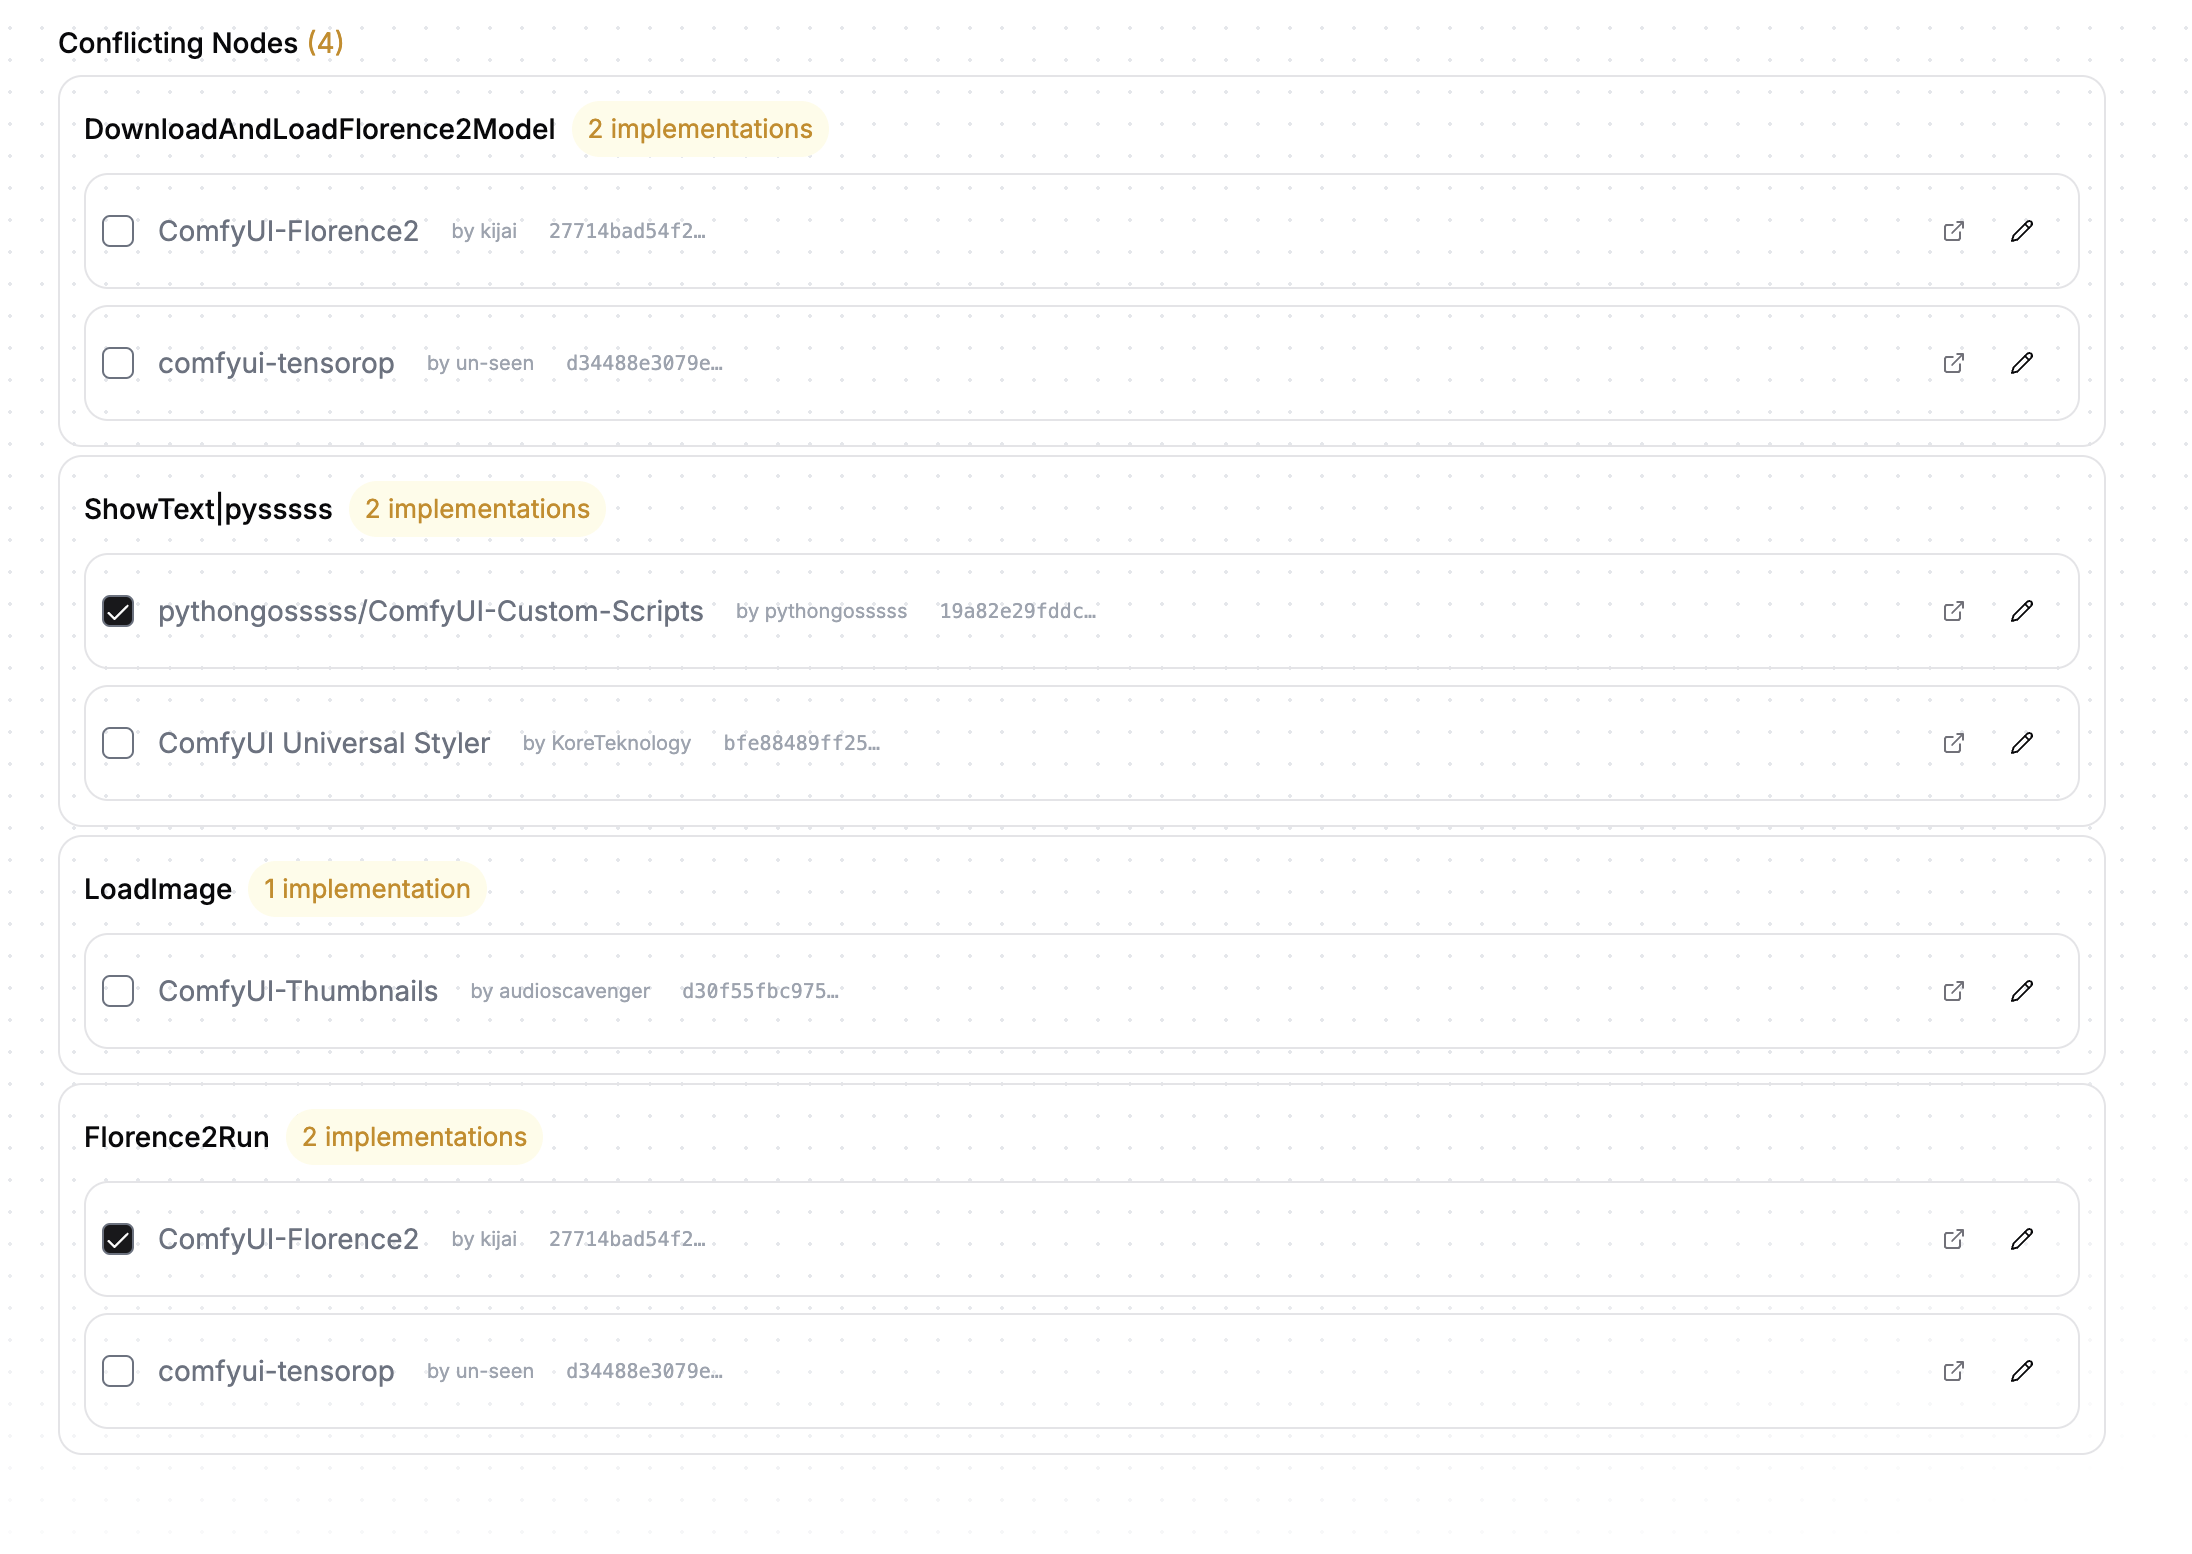 Conflicting Nodes (4)
DownloadAndLoadFlorence2Model 2 implementations
ComfyUI-Florence2 by kijai 27714bad54f2…
comfyui-tensorop by un-seen d34488e3079e…
ShowText|pysssss 2 implementations
pythongosssss/ComfyUI-Custom-Scripts by pythongosssss 19a82e29fddc…
ComfyUI Universal Styler by KoreTeknology bfe88489ff25…
LoadImage 1 implementation
ComfyUI-Thumbnails by audioscavenger d30f55fbc975…
Florence2Run 2 implementations
ComfyUI-Florence2 by kijai 27714bad54f2…
comfyui-tensorop by un-seen d34488e3079e…